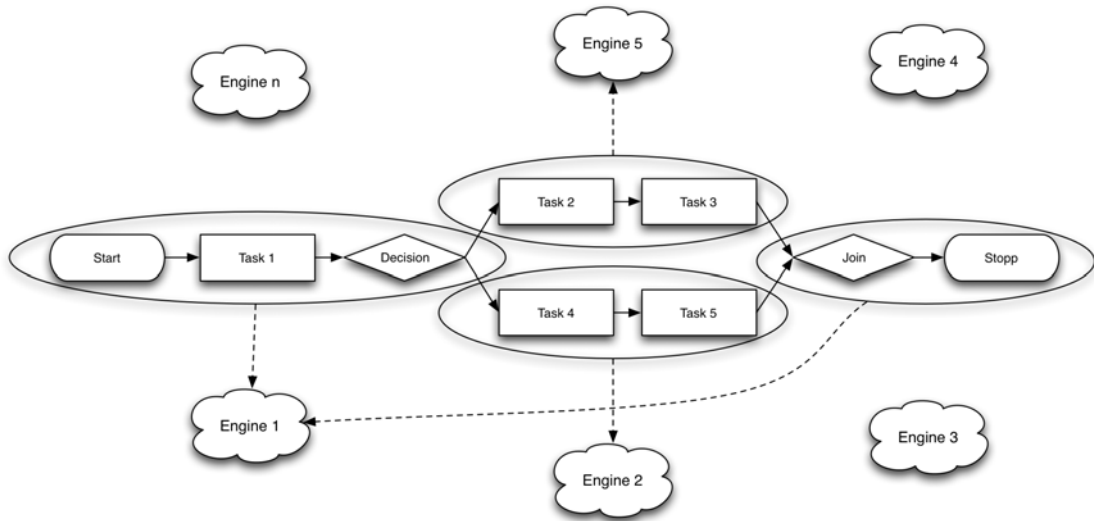 Engine 5
Engine 4
Engine n
Task 2
Task 3
Start
Task 1
Decision
Join
Stopp
Task 4
Task 5
Engine 1
Engine 3
Engine 2